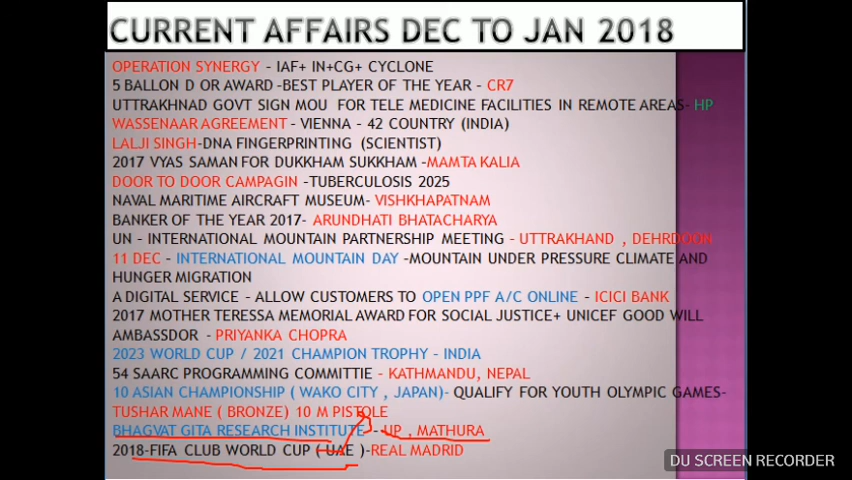 CURRENT AFFAIRS DEC TO JAN 2018
OPERATION SYNERGY – IAF+ IN+CG+ CYCLONE
5 BALLON D OR AWARD –BEST PLAYER OF THE YEAR – CR7
UTTRAKHNAD GOVT SIGN MOU FOR TELE MEDICINE FACILITIES IN REMOTE AREAS- HP
WASSENAAR AGREEMENT – VIENNA – 42 COUNTRY (INDIA)
LALJI SINGH-DNA FINGERPRINTING (SCIENTIST)
2017 VYAS SAMAN FOR DUKKHAM SUKKHAM –MAMTA KALIA
DOOR TO DOOR CAMPAGIN –TUBERCULOSIS 2025
NAVAL MARITIME AIRCRAFT MUSEUM- VISHKHAPATNAM
BANKER OF THE YEAR 2017- ARUNDHATI BHATACHARYA
UN – INTERNATIONAL MOUNTAIN PARTNERSHIP MEETING – UTTRAKHAND , DEHRDOON
11 DEC – INTERNATIONAL MOUNTAIN DAY –MOUNTAIN UNDER PRESSURE CLIMATE AND
HUNGER MIGRATION
A DIGITAL SERVICE – ALLOW CUSTOMERS TO OPEN PPF A/C ONLINE – ICICI BANK
2017 MOTHER TERESSA MEMORIAL AWARD FOR SOCIAL JUSTICE+ UNICEF GOOD WILL
AMBASSDOR – PRIYANKA CHOPRA
2023 WORLD CUP / 2021 CHAMPION TROPHY – INDIA
54 SAARC PROGRAMMING COMMITTIE – KATHMANDU, NEPAL
10 ASIAN CHAMPIONSHIP ( WAKO CITY , JAPAN)- QUALIFY FOR YOUTH OLYMPIC GAMES-
TUSHAR MANE ( BRONZE) 10 M PISTOLE
BHAGVAT GITA RESEARCH INSTITUTE – UP , MATHURA
2018-FIFA CLUB WORLD CUP ( UAE )-REAL MADRID
DU SCREEN RECORDER